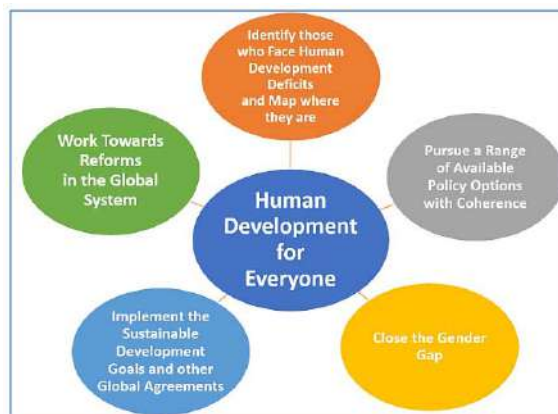 Identify those
who Face Human
Development
Deficits
and Map where
they are
Work Towards
Reforms
in the Global
System
Pursue a Range
of Available
Policy Options
with Coherence
Human
Development
for
Everyone
Implement the
Sustainable
Development
Goals and other
Global Agreements
Close the Gender
Gap